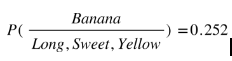 P( Banana / Long, Sweet, Yellow ) = 0.252